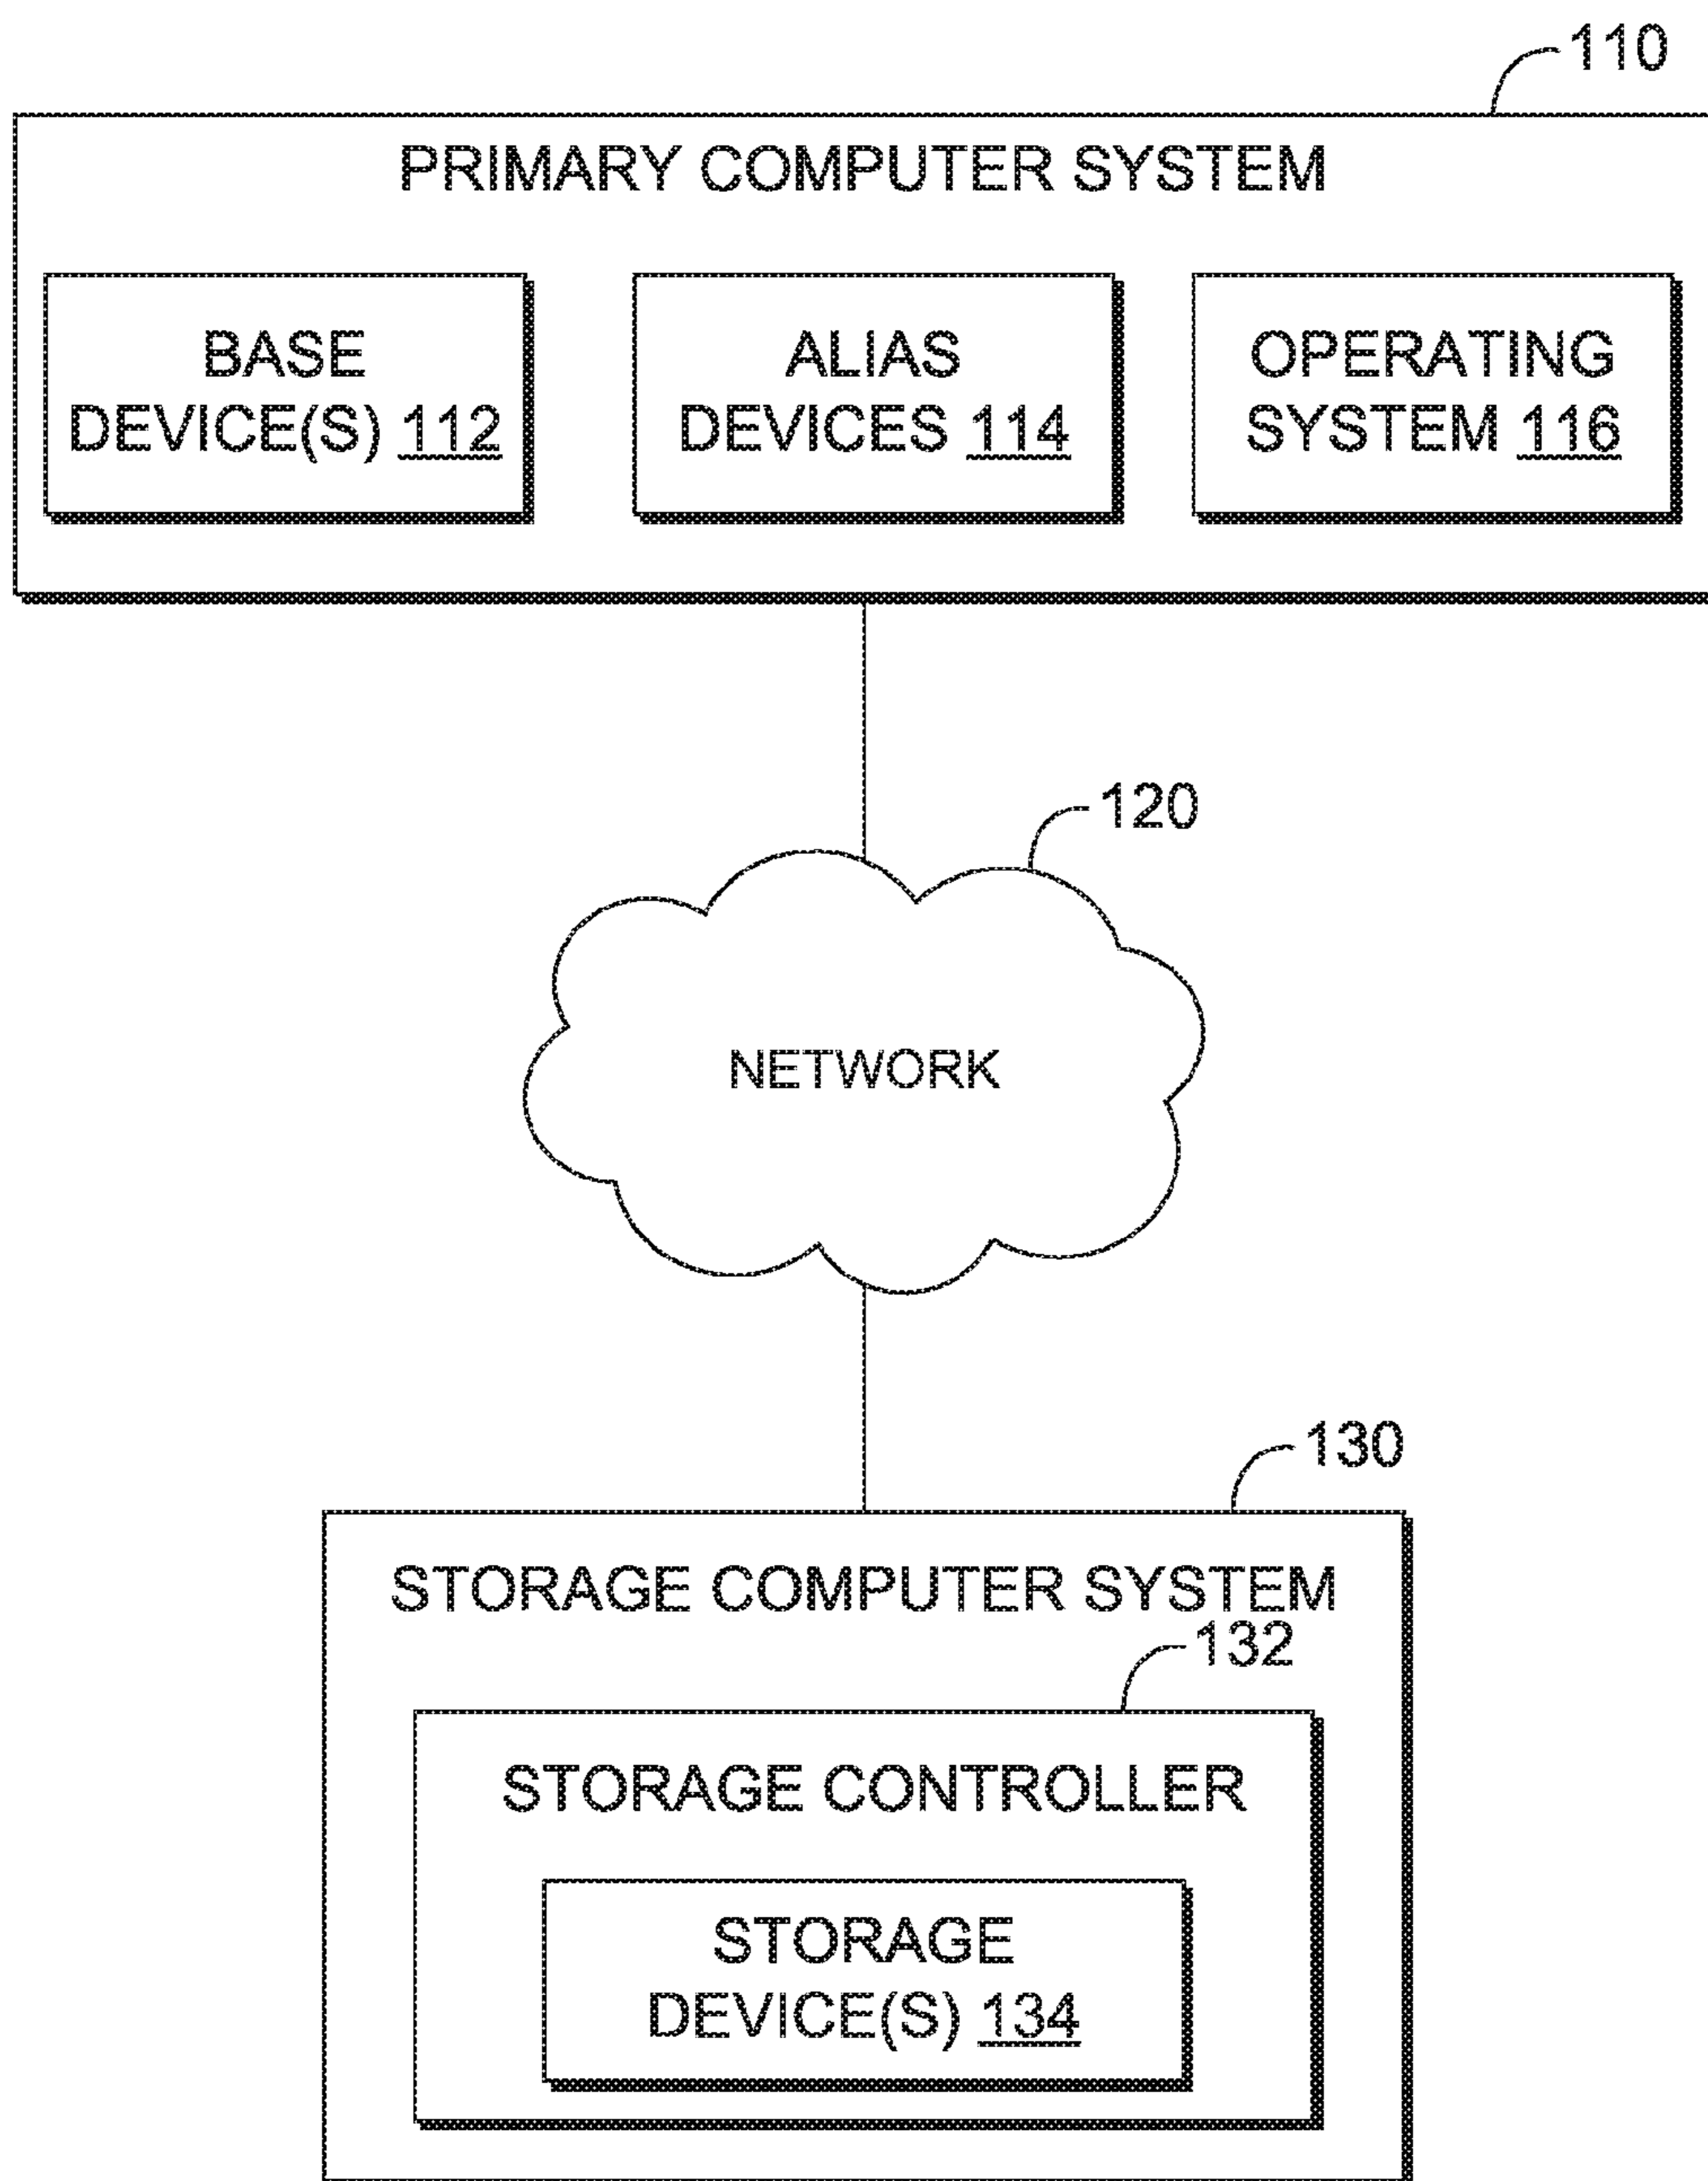 110
PRIMARY COMPUTER SYSTEM
BASE
DEVICE(S) 112
ALIAS
DEVICES 114
OPERATING
SYSTEM 116
120
NETWORK
130
STORAGE COMPUTER SYSTEM
132
STORAGE CONTROLLER
STORAGE
DEVICE(S) 134